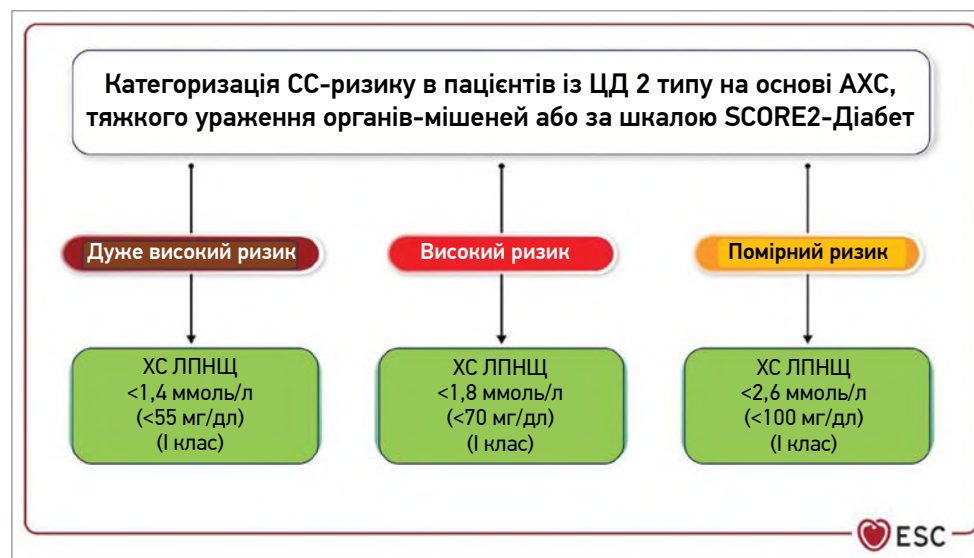 Категоризація СС-ризику в пацієнтів із ЦД 2 типу на основі АХС,
тяжкого ураження органів-мішеней або за шкалою SCORE2-Діабет
Дуже високий ризик
Високий ризик
Помірний ризик
ХС ЛПНЩ
<1,4 ммоль/л
(<55 мг/дл)
(I клас)
ХС ЛПНЩ
<1,8 ммоль/л
(<70 мг/дл)
(I клас)
ХС ЛПНЩ
<2,6 ммоль/л
(<100 мг/дл)
(I клас)
ESC